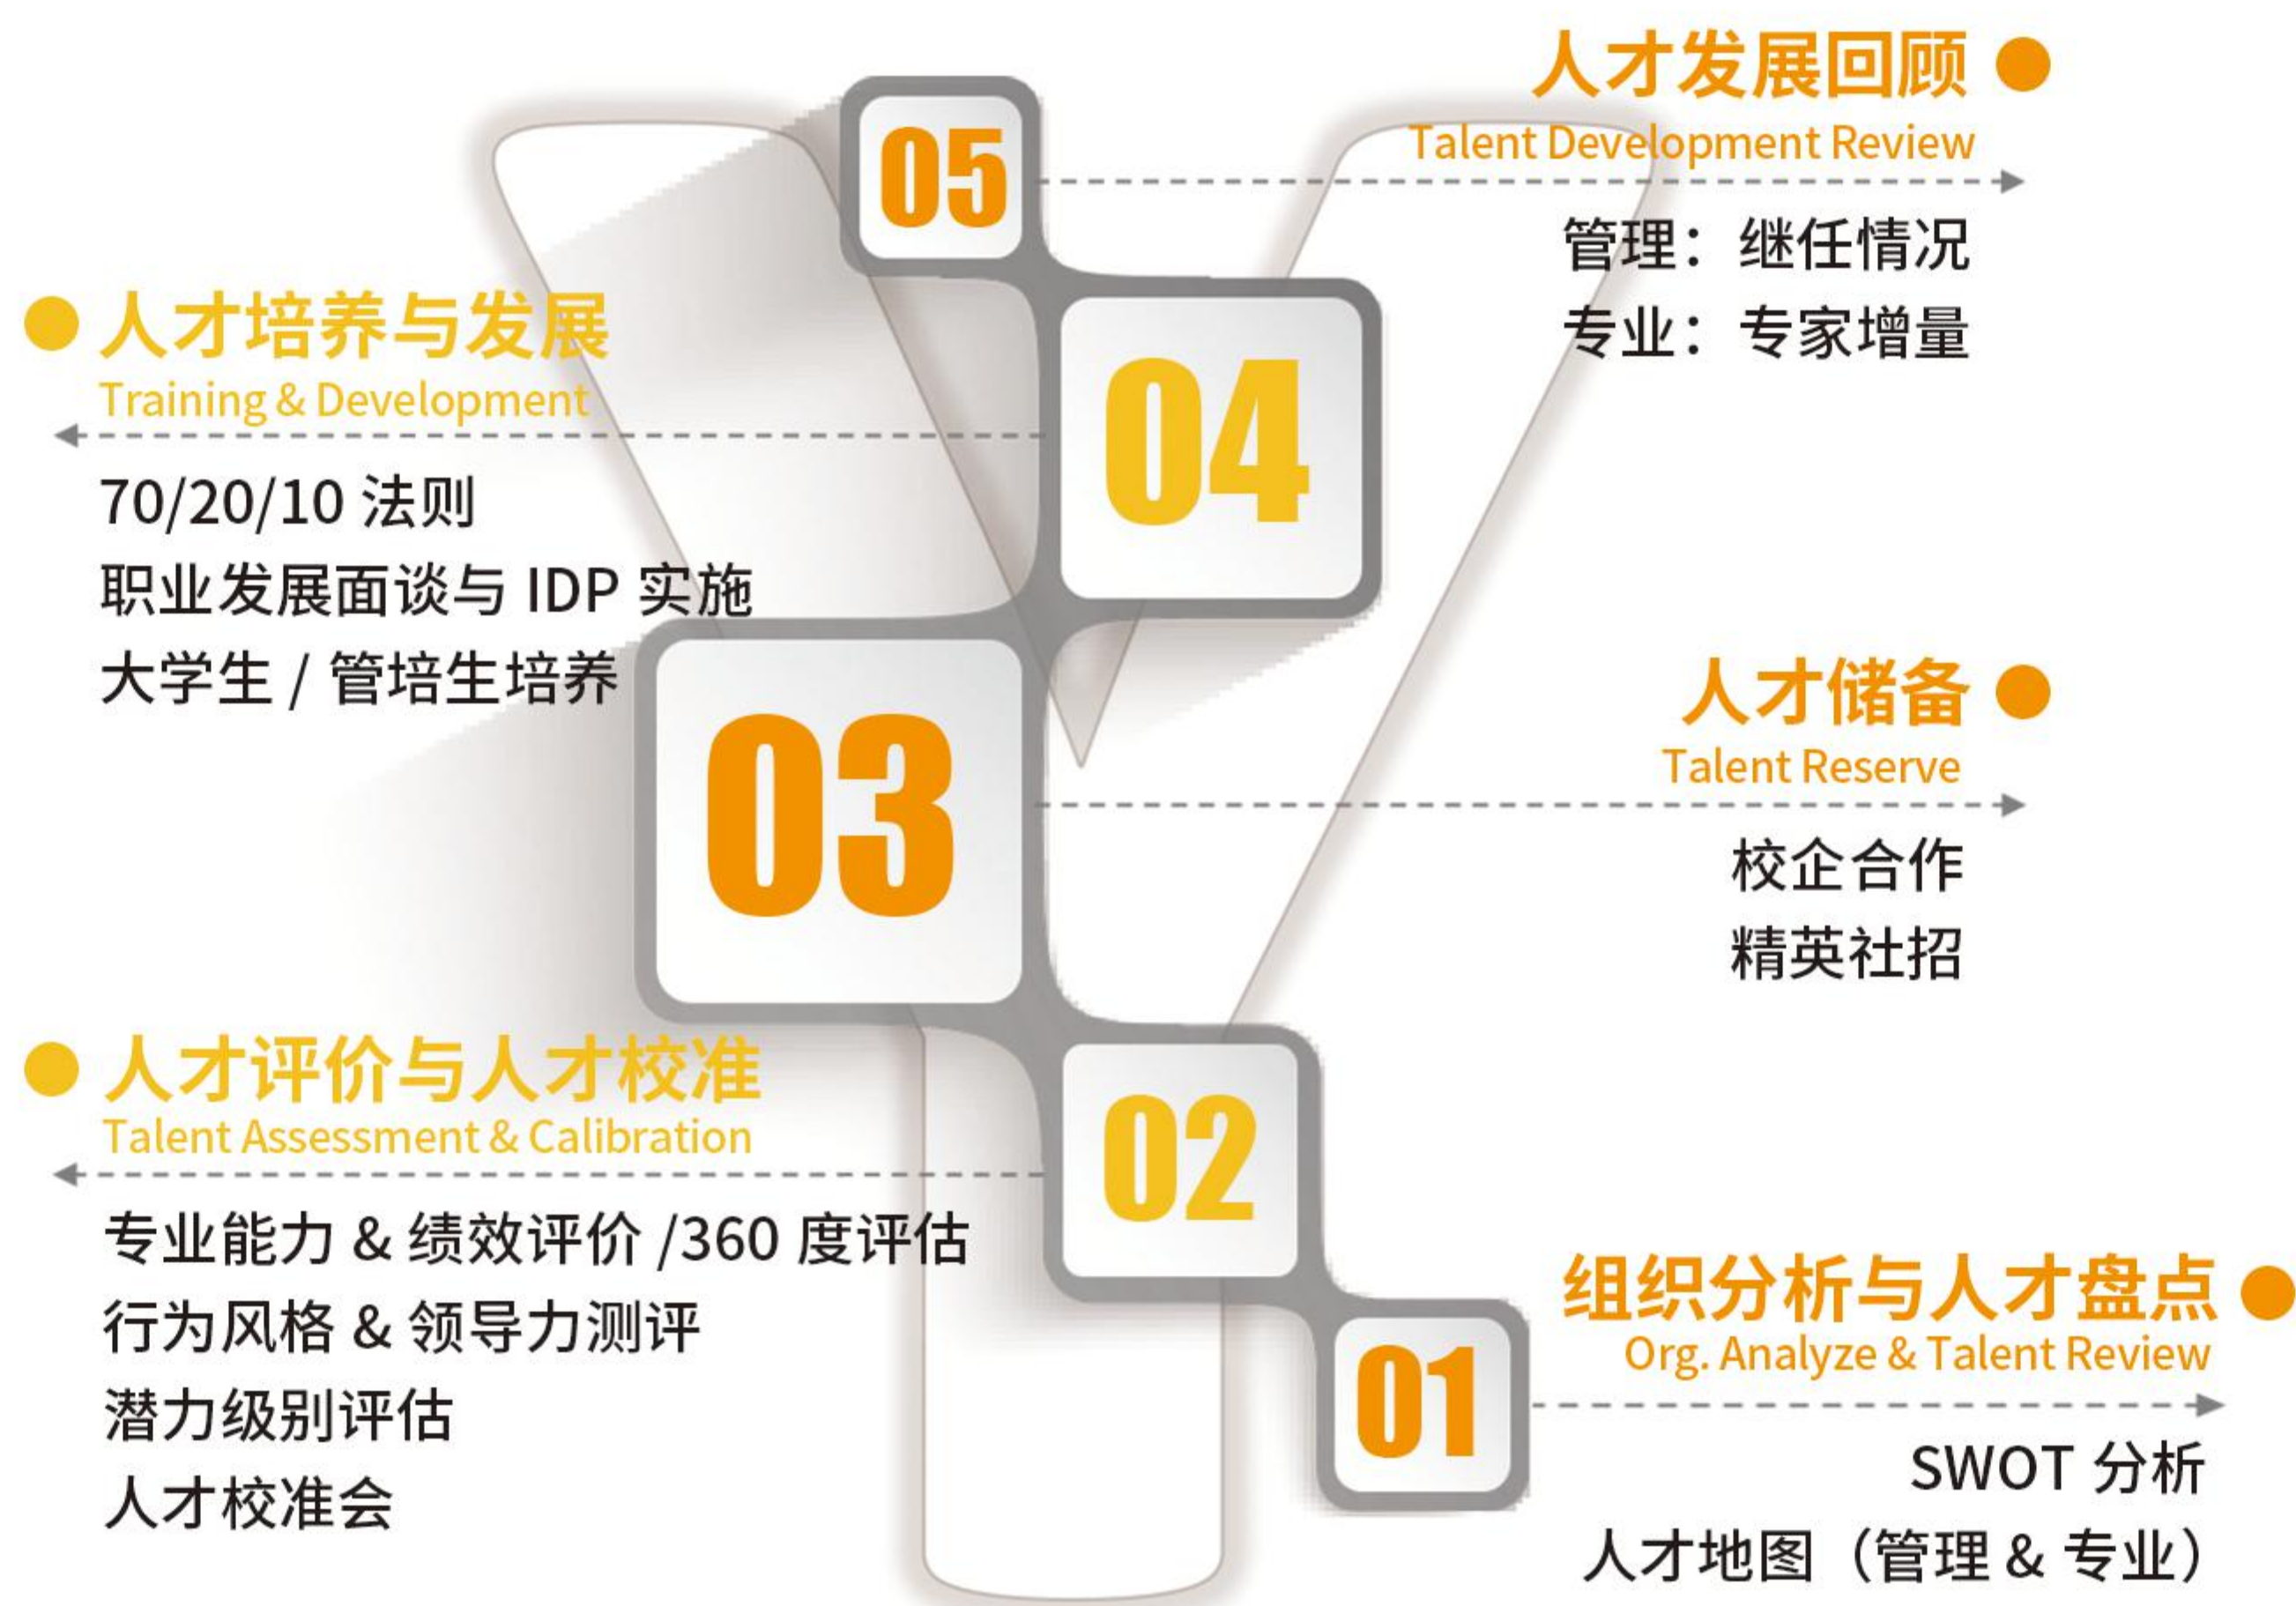 05
人才发展回顾
Talent Development Review
管理：继任情况
专业：专家增量
04
人才培养与发展
Training & Development
70/20/10 法则
职业发展面谈与 IDP 实施
大学生 / 管培生培养
03
人才储备
Talent Reserve
校企合作
精英社招
02
人才评价与人才校准
Talent Assessment & Calibration
专业能力 & 绩效评价 /360 度评估
行为风格 & 领导力测评
潜力级别评估
人才校准会
01
组织分析与人才盘点
Org. Analyze & Talent Review
SWOT 分析
人才地图（管理 & 专业）